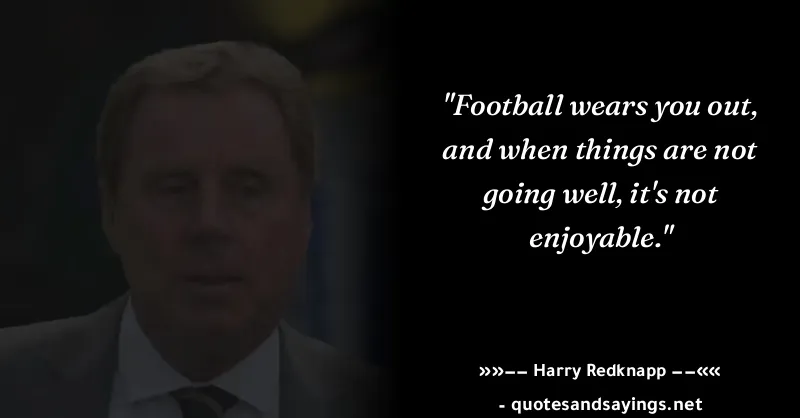 "Football wears you out,
and when things are not
going well, it's not
enjoyable."
»»–– Harry Redknapp ––««
- quotesandsayings.net